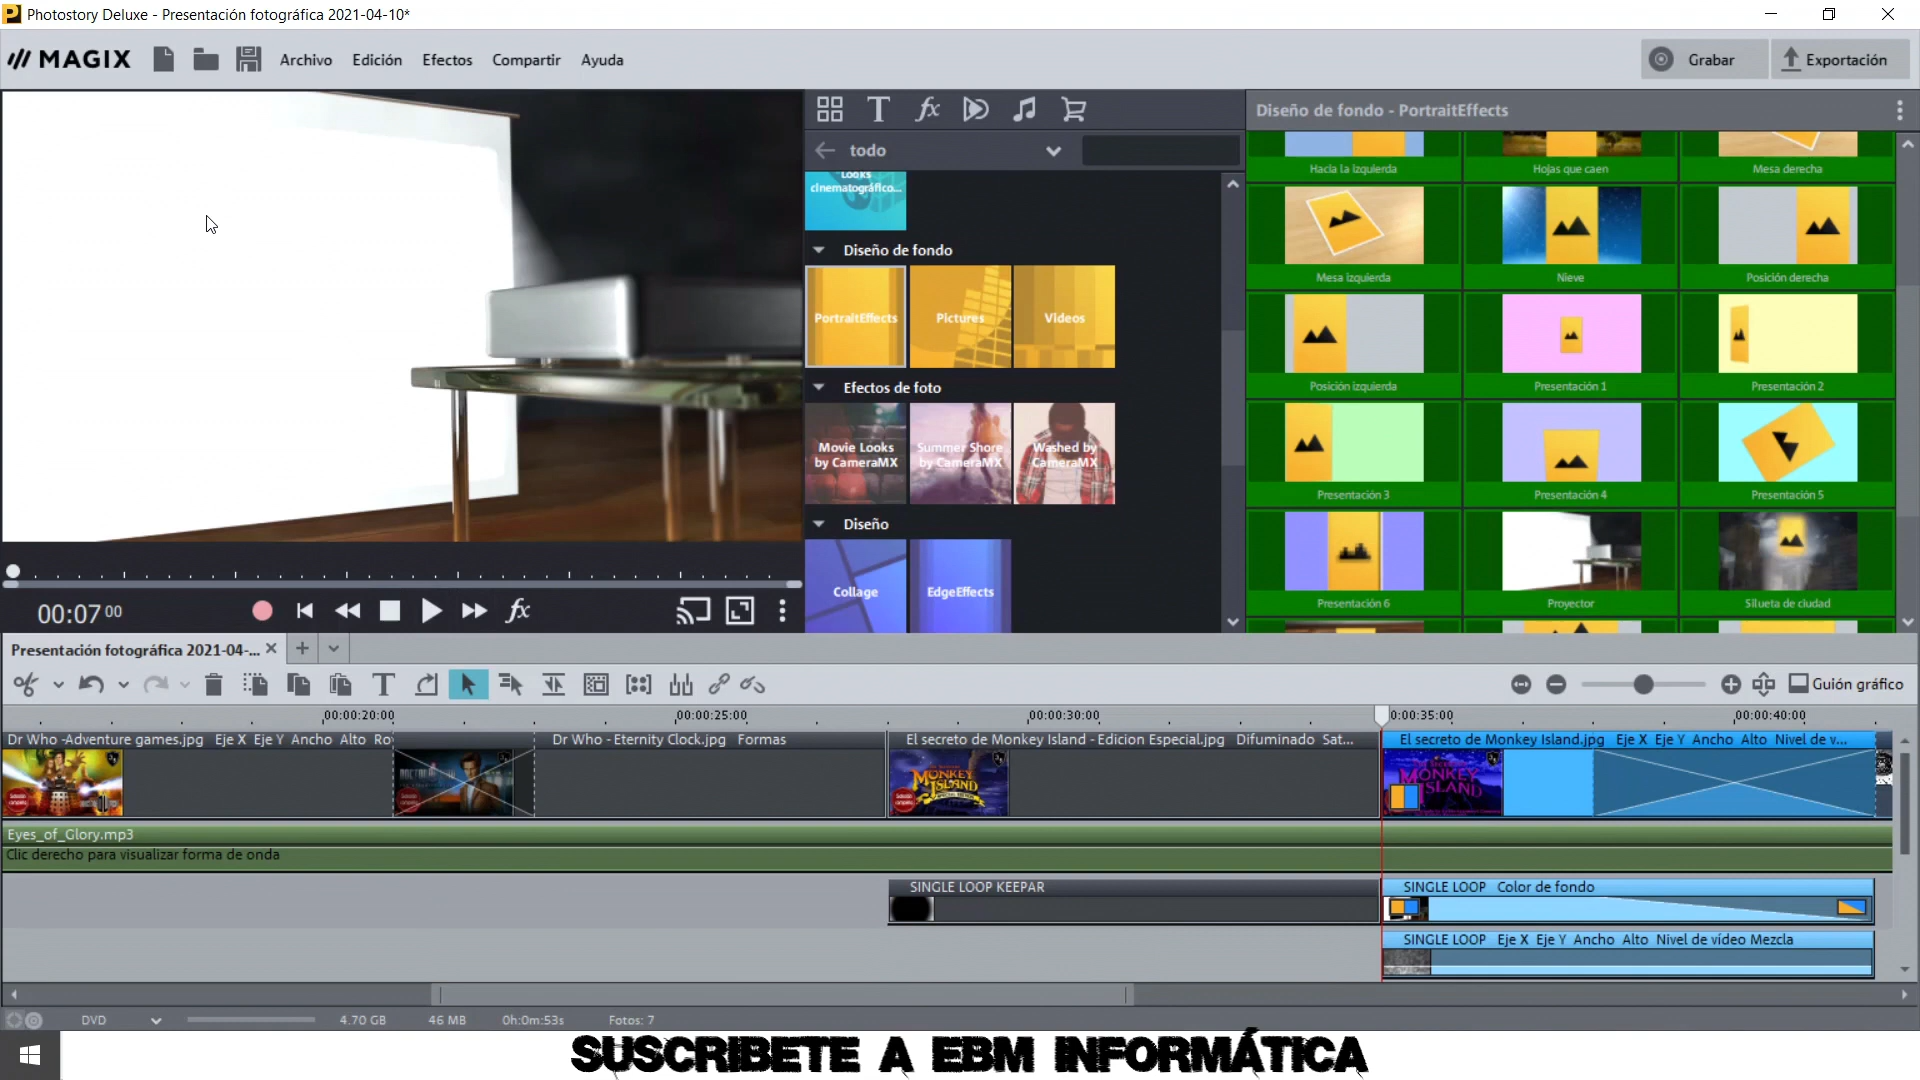 Photostory Deluxe - Presentación fotográfica 2021-04-10*
MAGIX
Archivo
Edición
Efectos
Compartir
Ayuda
Grabar
Exportación
todo
Diseño de fondo - PortraitEffects
Looks
cinematográfico...
Diseño de fondo
PortraitEffects
Pictures
Videos
Efectos de foto
Movie Looks
by CameraMX
Summer Shore
by CameraMX
Washed by
CameraMX
Diseño
Collage
EdgeEffects
Hacia la izquierda
Hojas que caen
Mesa derecha
Mesa izquierda
Nieve
Posición derecha
Posición izquierda
Presentación 1
Presentación 2
Presentación 3
Presentación 4
Presentación 5
Presentación 6
Proyector
Silueta de ciudad
00:07 00
Presentación fotográfica 2021-04-...
Guión gráfico
00:00:20:00
00:00:25:00
00:00:30:00
0:00:35:00
00:00:40:00
Dr Who -Adventure games.jpg Eje X Eje Y Ancho Alto Ro
Dr Who - Eternity Clock.jpg Formas
El secreto de Monkey Island - Edicion Especial.jpg Difuminado Sat...
El secreto de Monkey Island.jpg Eje X Eje Y Ancho Alto Nivel de v...
MONKEY
ISLAND
MONKEY
ISLAND
Eyes_of_Glory.mp3
Clic derecho para visualizar forma de onda
SINGLE LOOP KEEPAR
SINGLE LOOP Color de fondo
SINGLE LOOP Eje X Eje Y Ancho Alto Nivel de vídeo Mezcla
DVD
4.70 GB
46 MB
0h:0m:53s
Fotos: 7
SUSCRIBETE A EBM INFORMÁTICA